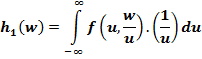 h₁(w) = ∫_{-∞}^{∞} f(u, w/u) . (1/u) du